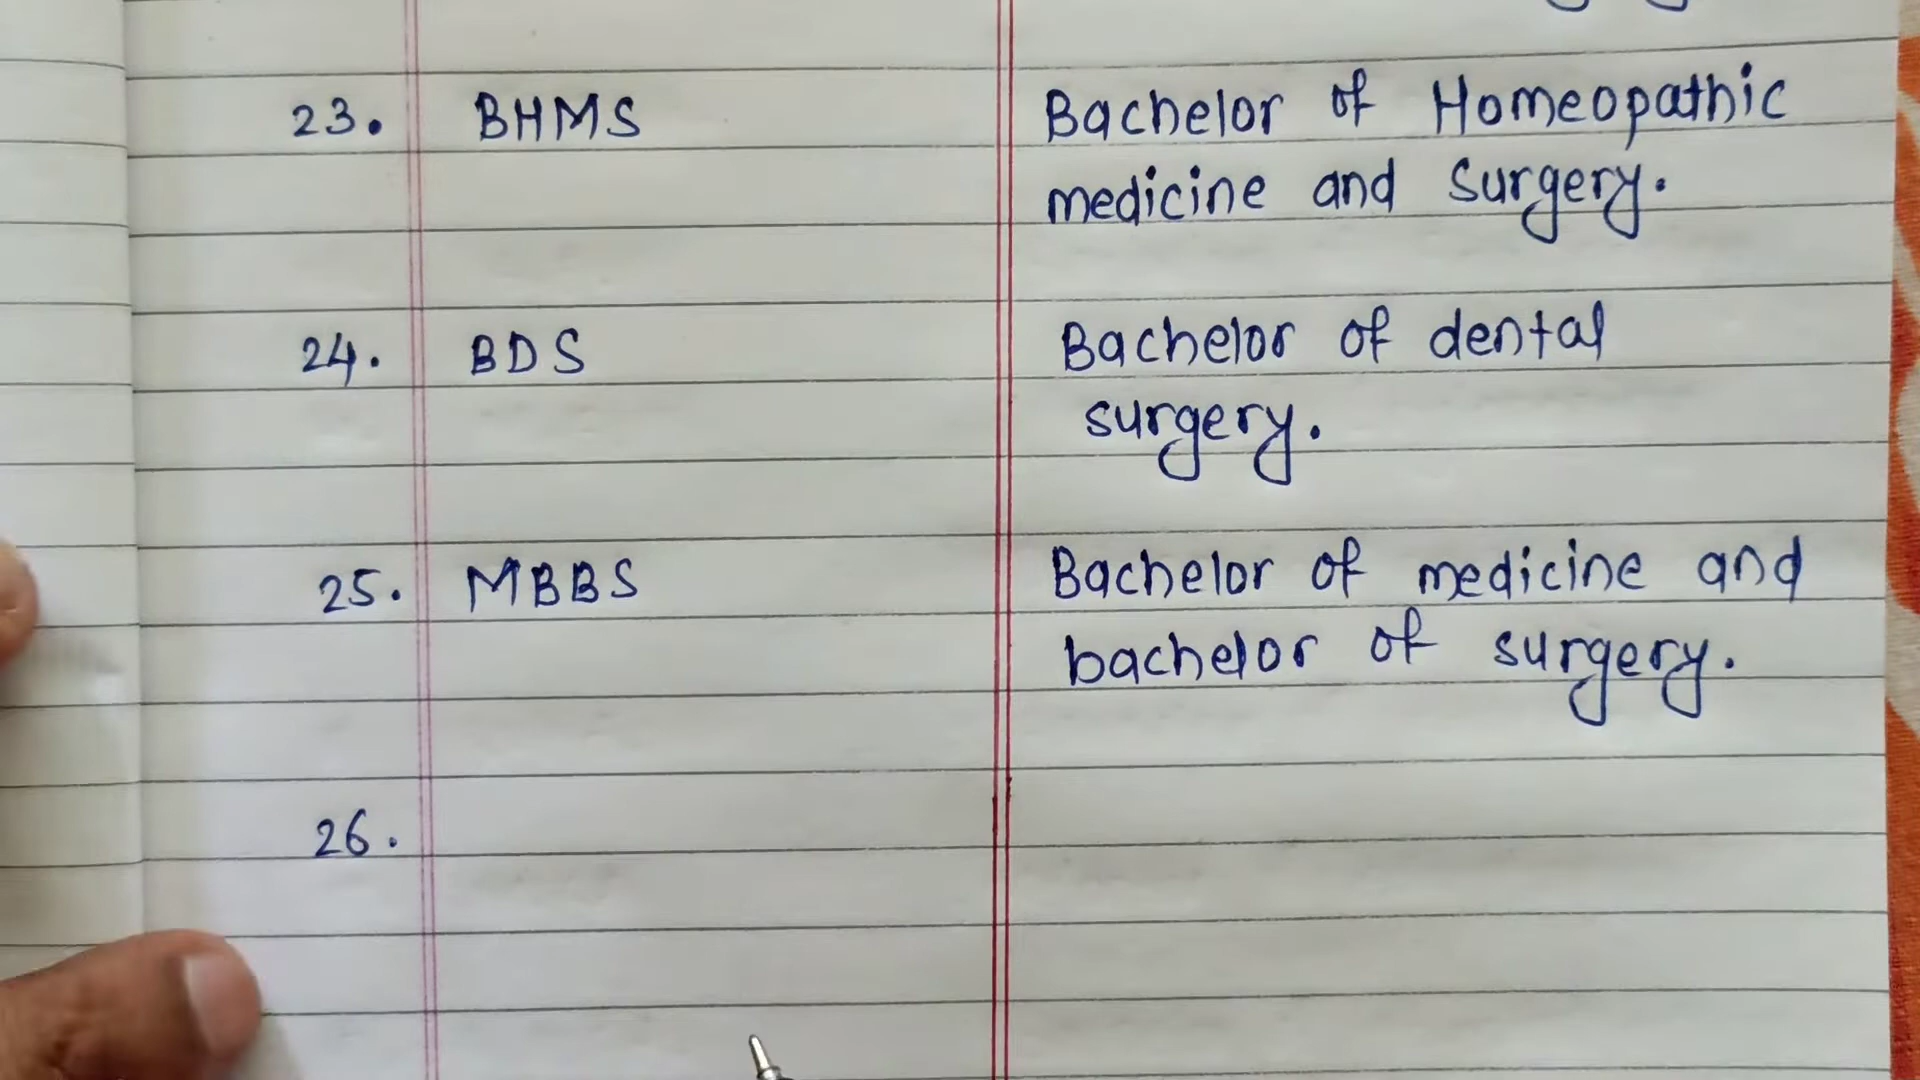 23. BHMS Bachelor of Homeopathic
medicine and surgery.
24. BDS Bachelor of dental
surgery.
25. MBBS Bachelor of medicine and
bachelor of surgery.
26.